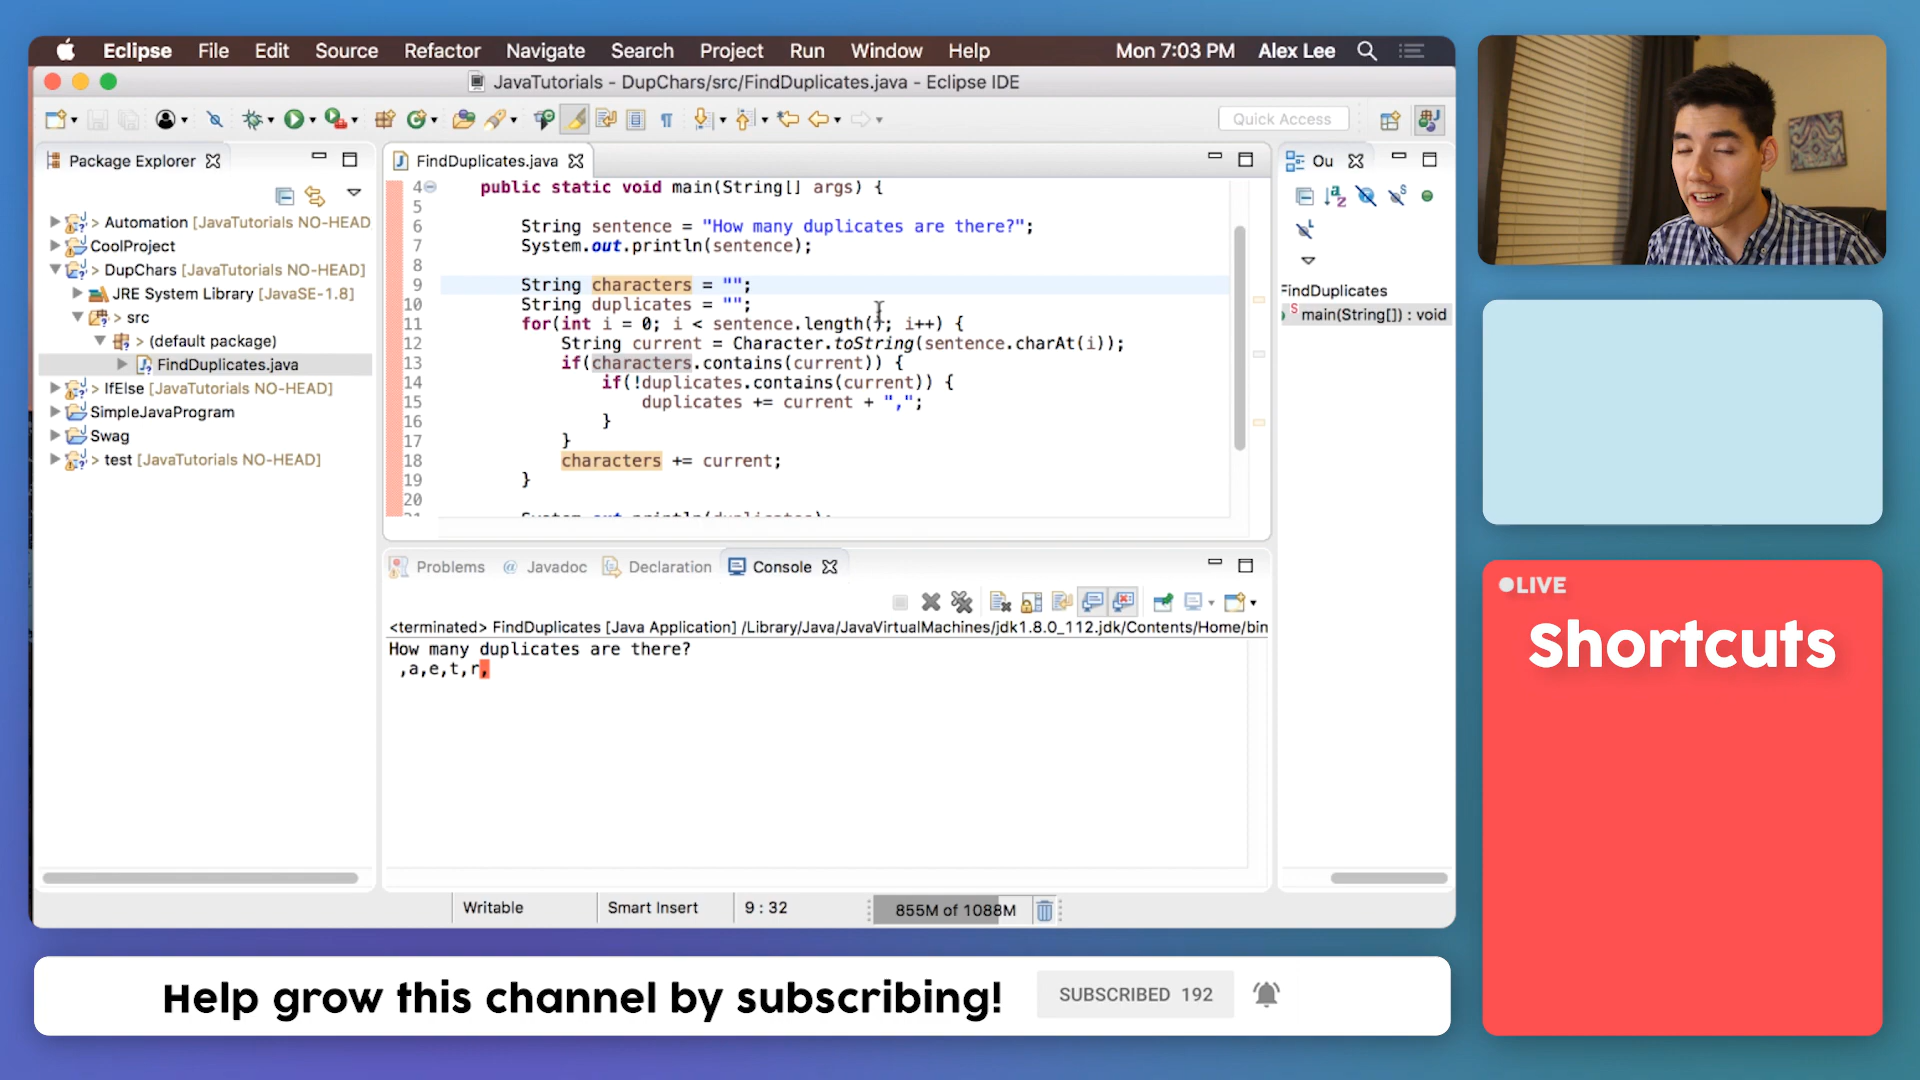 Eclipse File Edit Source Refactor Navigate Search Project Run Window Help Mon 7:03 PM Alex Lee
JavaTutorials - DupChars/src/FindDuplicates.java - Eclipse IDE
Quick Access
Package Explorer
> Automation [JavaTutorials NO-HEAD
CoolProject
> DupChars [JavaTutorials NO-HEAD]
JRE System Library [JavaSE-1.8]
> src
> (default package)
> FindDuplicates.java
> IfElse [JavaTutorials NO-HEAD]
SimpleJavaProgram
Swag
> test [JavaTutorials NO-HEAD]
FindDuplicates.java
4 public static void main(String[] args) {
5
6 String sentence = "How many duplicates are there?";
7 System.out.println(sentence);
8
9 String characters = "";
10 String duplicates = "";
11 for(int i = 0; i < sentence.length(); i++) {
12 String current = Character.toString(sentence.charAt(i));
13 if(characters.contains(current)) {
14 if(!duplicates.contains(current)) {
15 duplicates += current + ",";
16 }
17 }
18 characters += current;
19 }
20
21 System.out.println(duplicates);
Problems @ Javadoc Declaration Console
<terminated> FindDuplicates [Java Application] /Library/Java/JavaVirtualMachines/jdk1.8.0_112.jdk/Contents/Home/bin
How many duplicates are there?
,a,e,t,r,
Ou
FindDuplicates
main(String[]) : void
Writable Smart Insert 9 : 32 855M of 1088M
LIVE
Shortcuts
Help grow this channel by subscribing! SUBSCRIBED 192